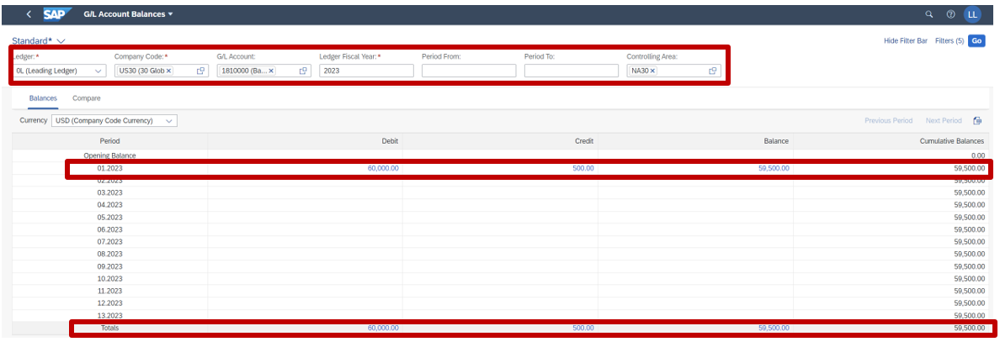 SAP G/L Account Balances LL
Standard*
Hide Filter Bar Filters (5) Go
Ledger:* Company Code:* G/L Account: Ledger Fiscal Year:* Period From: Period To: Controlling Area:
0L (Leading Ledger) US30 (30 Glob × 1810000 (Ba... × 2023 NA30 ×
Balances Compare
Currency USD (Company Code Currency) Previous Period Next Period
Period Debit Credit Balance Cumulative Balances
Opening Balance 0.00
01.2023 60,000.00 500.00 59,500.00 59,500.00
02.2023 59,500.00
03.2023 59,500.00
04.2023 59,500.00
05.2023 59,500.00
06.2023 59,500.00
07.2023 59,500.00
08.2023 59,500.00
09.2023 59,500.00
10.2023 59,500.00
11.2023 59,500.00
12.2023 59,500.00
13.2023 59,500.00
Totals 60,000.00 500.00 59,500.00 59,500.00